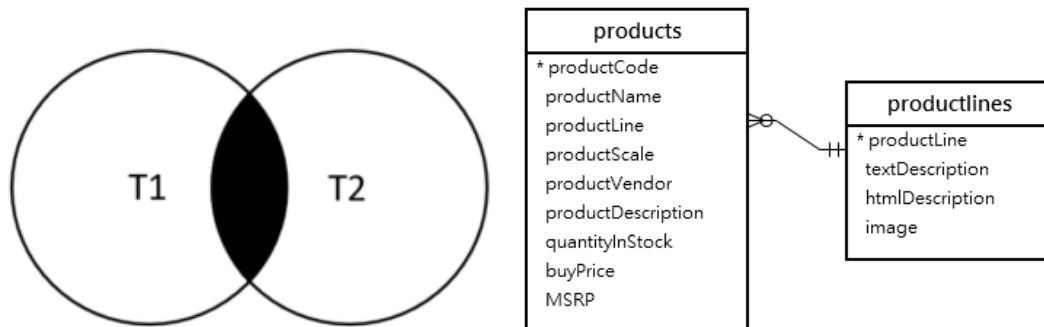 T1
T2
products
* productCode
productName
productLine
productScale
productVendor
productDescription
quantityInStock
buyPrice
MSRP
productlines
* productLine
textDescription
htmlDescription
image